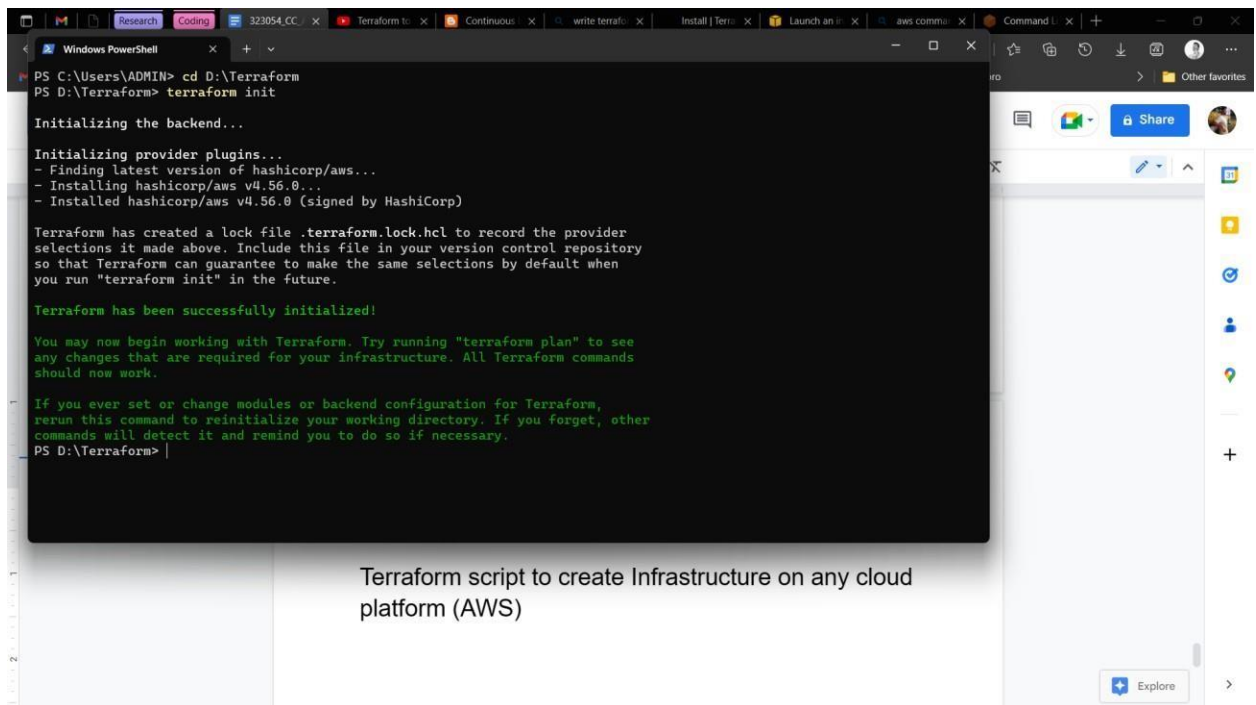 Research
Coding
323054_CC_
Terraform to
Continuous
write terrafo
Install | Terra
Launch an in
aws comman
Command Li
Windows PowerShell
Other favorites
PS C:\Users\ADMIN> cd D:\Terraform
PS D:\Terraform> terraform init
Share
Initializing the backend...
Initializing provider plugins...
- Finding latest version of hashicorp/aws...
- Installing hashicorp/aws v4.56.0...
- Installed hashicorp/aws v4.56.0 (signed by HashiCorp)
Terraform has created a lock file .terraform.lock.hcl to record the provider
selections it made above. Include this file in your version control repository
so that Terraform can guarantee to make the same selections by default when
you run "terraform init" in the future.
Terraform has been successfully initialized!
You may now begin working with Terraform. Try running "terraform plan" to see
any changes that are required for your infrastructure. All Terraform commands
should now work.
If you ever set or change modules or backend configuration for Terraform,
rerun this command to reinitialize your working directory. If you forget, other
commands will detect it and remind you to do so if necessary.
PS D:\Terraform>
Terraform script to create Infrastructure on any cloud
platform (AWS)
Explore